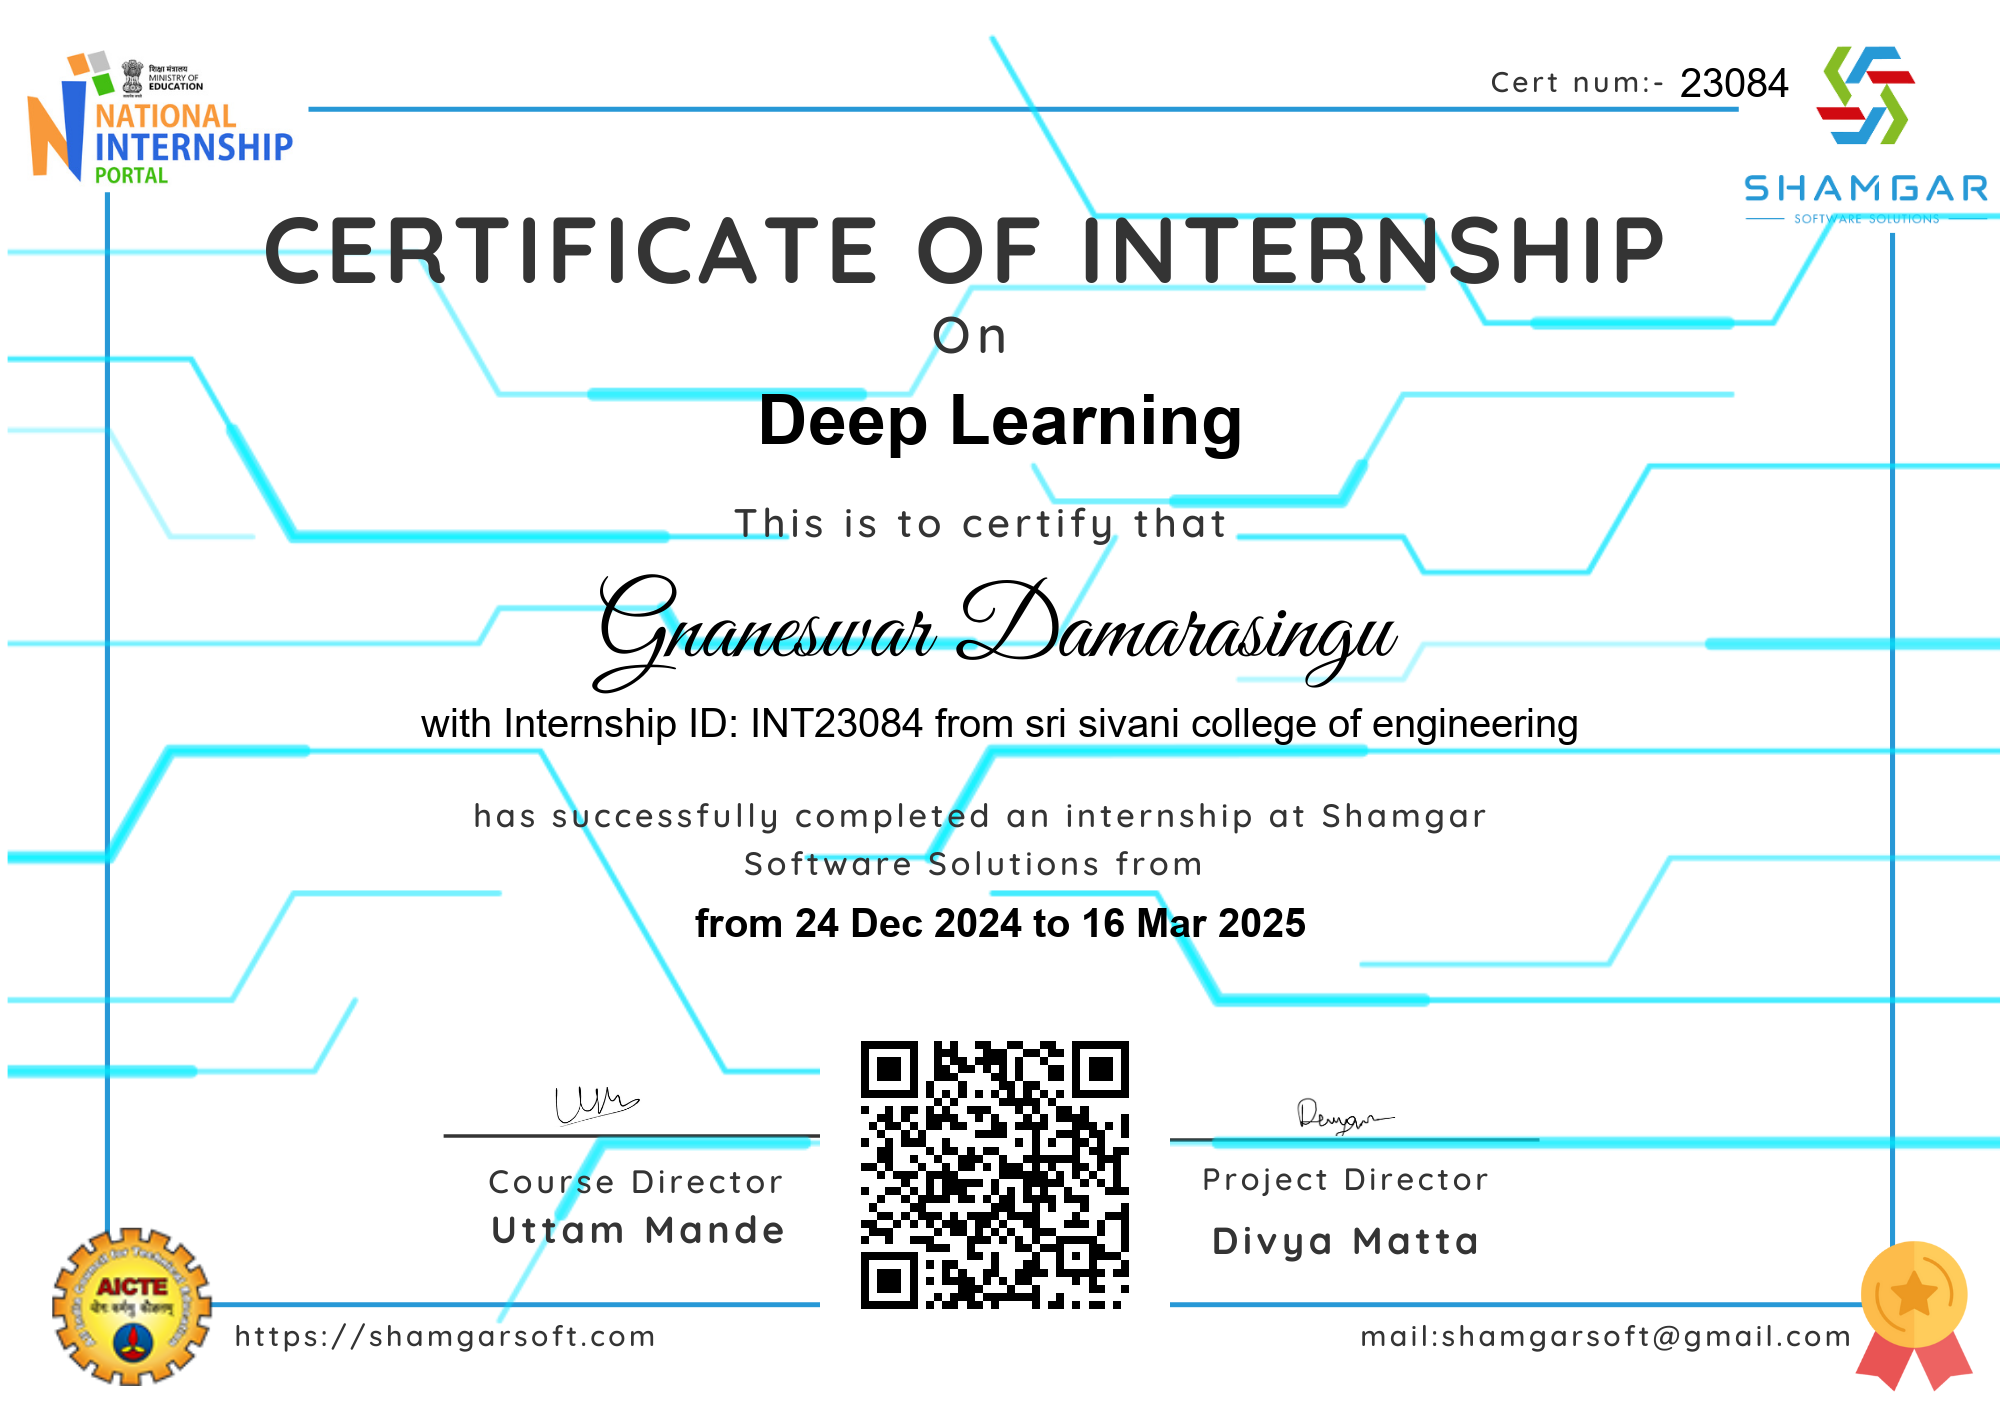 शिक्षा मंत्रालय
MINISTRY OF
EDUCATION
NATIONAL
INTERNSHIP
PORTAL
Cert num:- 23084
SHAMGAR
SOFTWARE SOLUTIONS
CERTIFICATE OF INTERNSHIP
On
Deep Learning
This is to certify that
Gnaneswar Damarasingu
with Internship ID: INT23084 from sri sivani college of engineering
has successfully completed an internship at Shamgar
Software Solutions from
from 24 Dec 2024 to 16 Mar 2025
Course Director
Uttam Mande
Project Director
Divya Matta
AICTE
https://shamgarsoft.com
mail:shamgarsoft@gmail.com